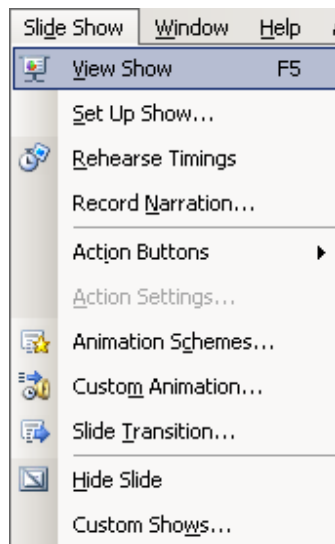 Slide Show Window Help
View Show F5
Set Up Show...
Rehearse Timings
Record Narration...
Action Buttons
Action Settings...
Animation Schemes...
Custom Animation...
Slide Transition...
Hide Slide
Custom Shows...